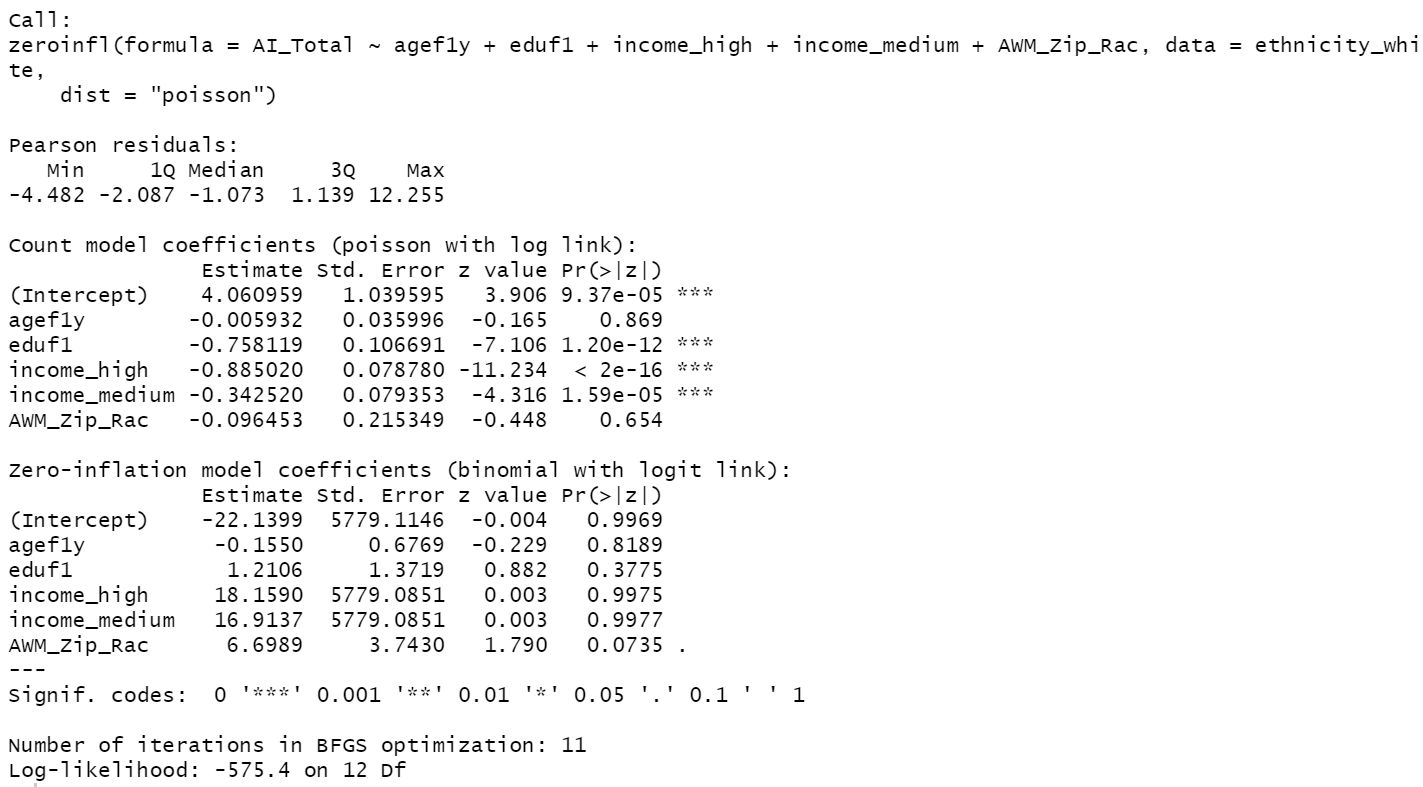 Call:
zeroinfl(formula = AI_Total ~ agef1y + eduf1 + income_high + income_medium + AWM_Zip_Rac, data = ethnicity_whi
te,
    dist = "poisson")

Pearson residuals:
   Min     1Q Median     3Q    Max
-4.482 -2.087 -1.073  1.139 12.255

Count model coefficients (poisson with log link):
               Estimate Std. Error z value Pr(>|z|)
(Intercept)    4.060959   1.039595   3.906 9.37e-05 ***
agef1y        -0.005932   0.035996  -0.165    0.869
eduf1         -0.758119   0.106691  -7.106 1.20e-12 ***
income_high   -0.885020   0.078780 -11.234  < 2e-16 ***
income_medium -0.342520   0.079353  -4.316 1.59e-05 ***
AWM_Zip_Rac   -0.096453   0.215349  -0.448    0.654

Zero-inflation model coefficients (binomial with logit link):
               Estimate Std. Error z value Pr(>|z|)
(Intercept)    -22.1399  5779.1146  -0.004   0.9969
agef1y          -0.1550     0.6769  -0.229   0.8189
eduf1            1.2106     1.3719   0.882   0.3775
income_high     18.1590  5779.0851   0.003   0.9975
income_medium   16.9137  5779.0851   0.003   0.9977
AWM_Zip_Rac      6.6989     3.7430   1.790   0.0735 .
---
Signif. codes:  0 '***' 0.001 '**' 0.01 '*' 0.05 '.' 0.1 ' ' 1

Number of iterations in BFGS optimization: 11
Log-likelihood: -575.4 on 12 Df